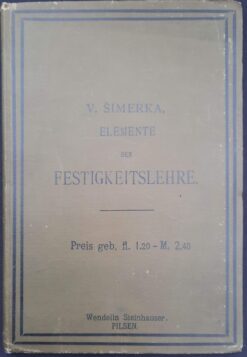 V. ŠIMERKA,
ELEMENTE
DER
FESTIGKEITSLEHRE.
Preis geb. fl. 1.20 – M. 2.40
Wendelin Steinhauser.
PILSEN.